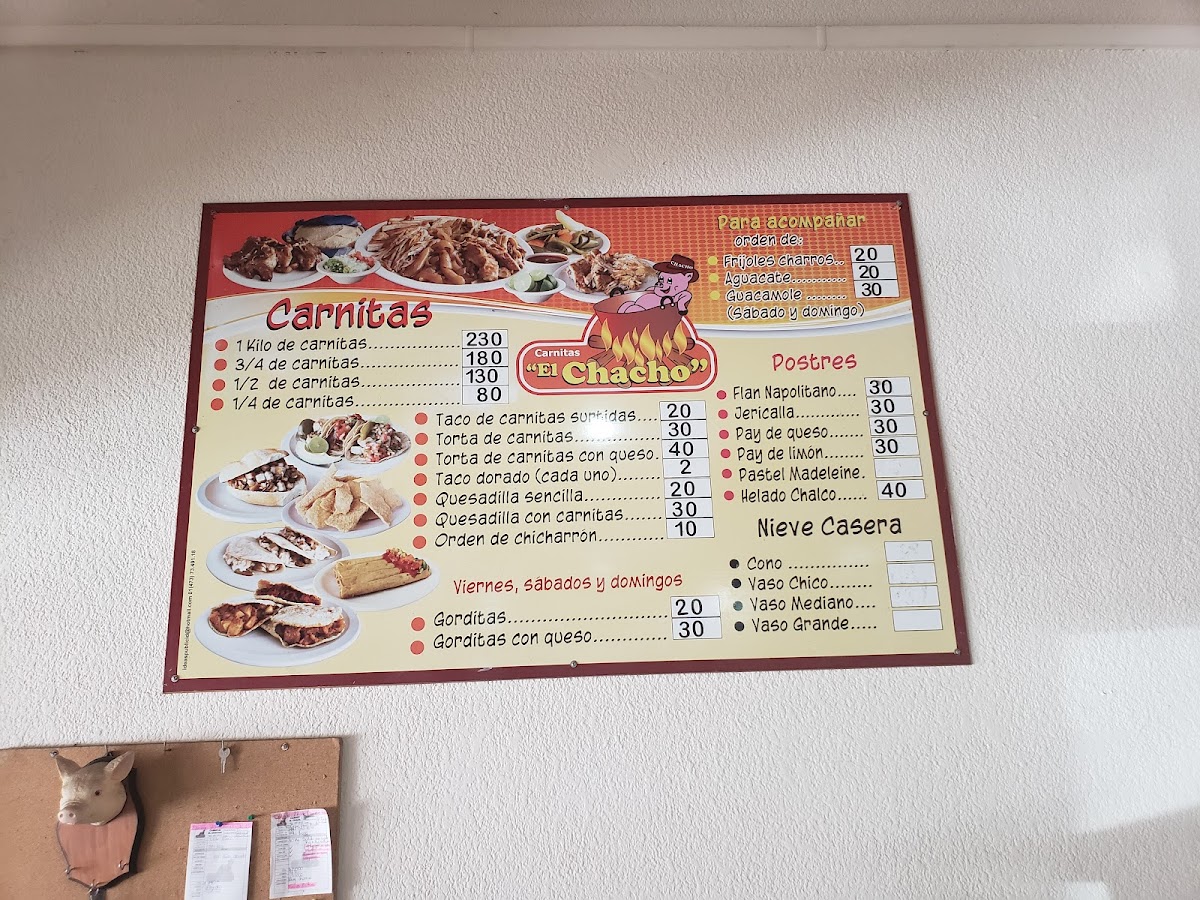 Para acompañar
orden de:
Frijoles charros.. 20
Aguacate........... 20
Guacamole ........ 30
(Sabado y domingo)
Carnitas
1 Kilo de carnitas............... 230
3/4 de carnitas................ 180
1/2 de carnitas................ 130
1/4 de carnitas................ 80
CHACHO
Carnitas
"El Chacho"
Taco de carnitas surtidas.... 20
Torta de carnitas.............. 30
Torta de carnitas con queso. 40
Taco dorado (cada uno)....... 2
Quesadilla sencilla............ 20
Quesadilla con carnitas....... 30
Orden de chicharrón............ 10
Viernes, sábados y domingos
Gorditas......................... 20
Gorditas con queso............ 30
Postres
Flan Napolitano.... 30
Jericalla............. 30
Pay de queso....... 30
Pay de limón........ 30
Pastel Madeleine.
Helado Chalco...... 40
Nieve Casera
Cono ...............
Vaso Chico........
Vaso Mediano....
Vaso Grande.....